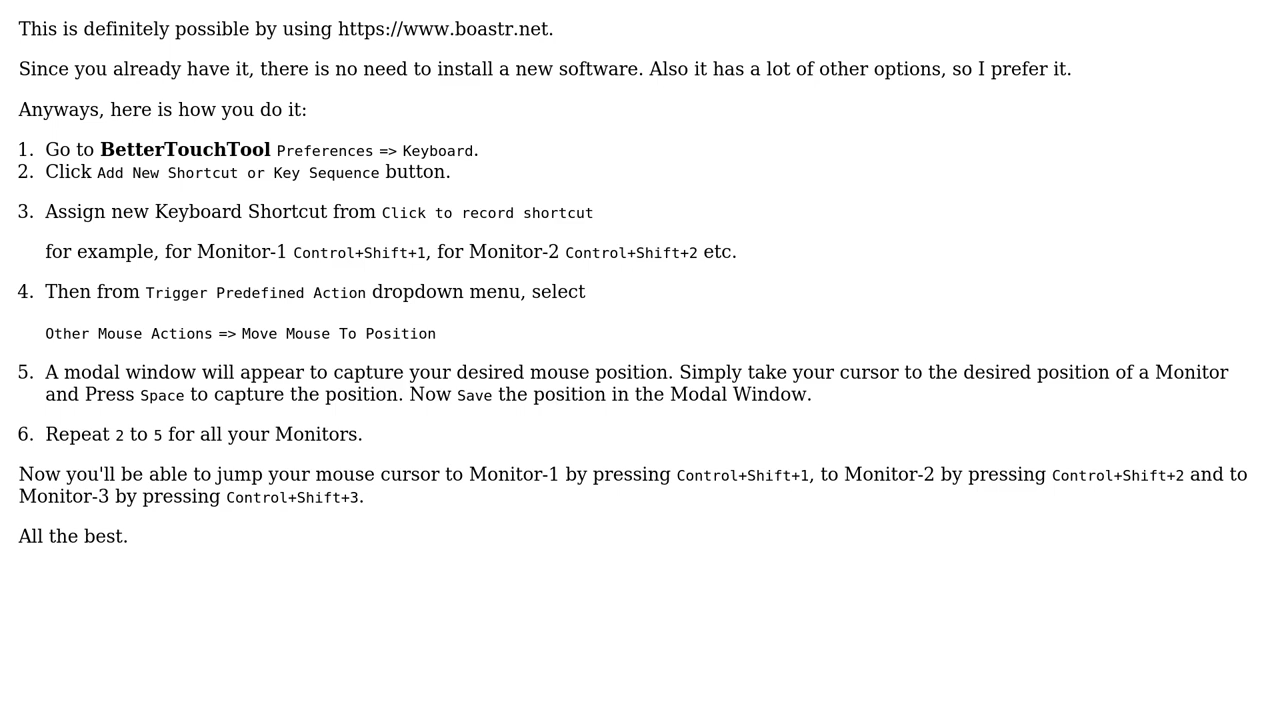 This is definitely possible by using https://www.boastr.net.
Since you already have it, there is no need to install a new software. Also it has a lot of other options, so I prefer it.
Anyways, here is how you do it:
1. Go to BetterTouchTool Preferences => Keyboard.
2. Click Add New Shortcut or Key Sequence button.
3. Assign new Keyboard Shortcut from Click to record shortcut
for example, for Monitor-1 Control+Shift+1, for Monitor-2 Control+Shift+2 etc.
4. Then from Trigger Predefined Action dropdown menu, select
Other Mouse Actions => Move Mouse To Position
5. A modal window will appear to capture your desired mouse position. Simply take your cursor to the desired position of a Monitor
and Press Space to capture the position. Now Save the position in the Modal Window.
6. Repeat 2 to 5 for all your Monitors.
Now you'll be able to jump your mouse cursor to Monitor-1 by pressing Control+Shift+1, to Monitor-2 by pressing Control+Shift+2 and to
Monitor-3 by pressing Control+Shift+3.
All the best.